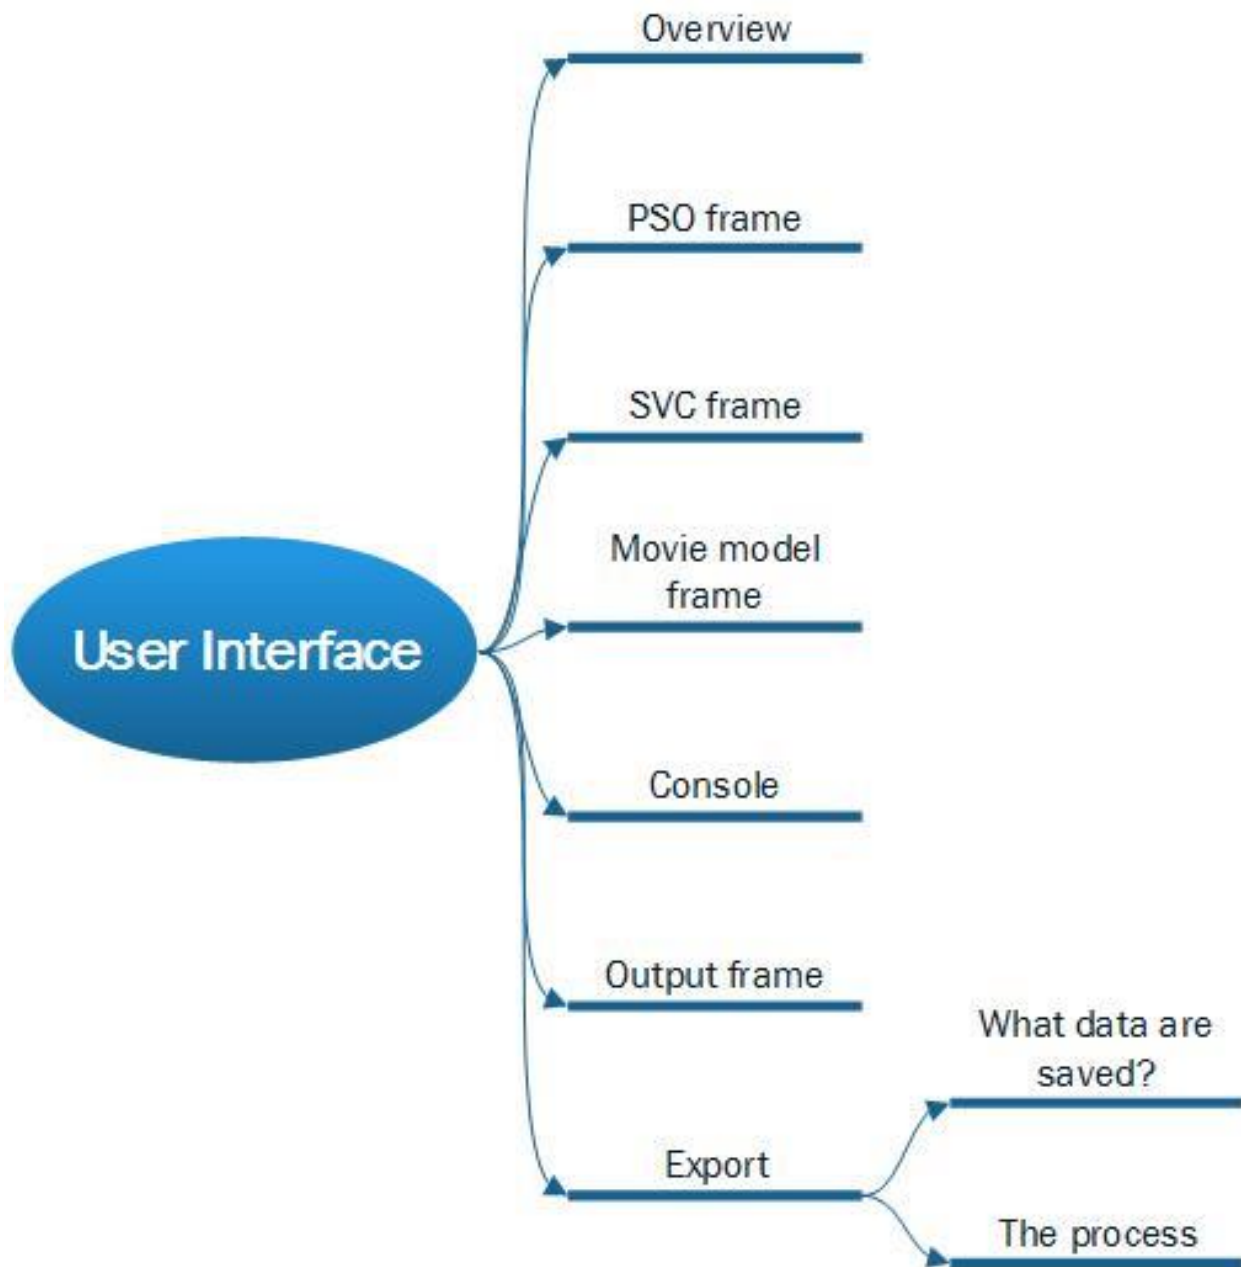 Overview
PSO frame
SVC frame
Movie model
frame
User Interface
Console
Output frame
What data are
saved?
Export
The process